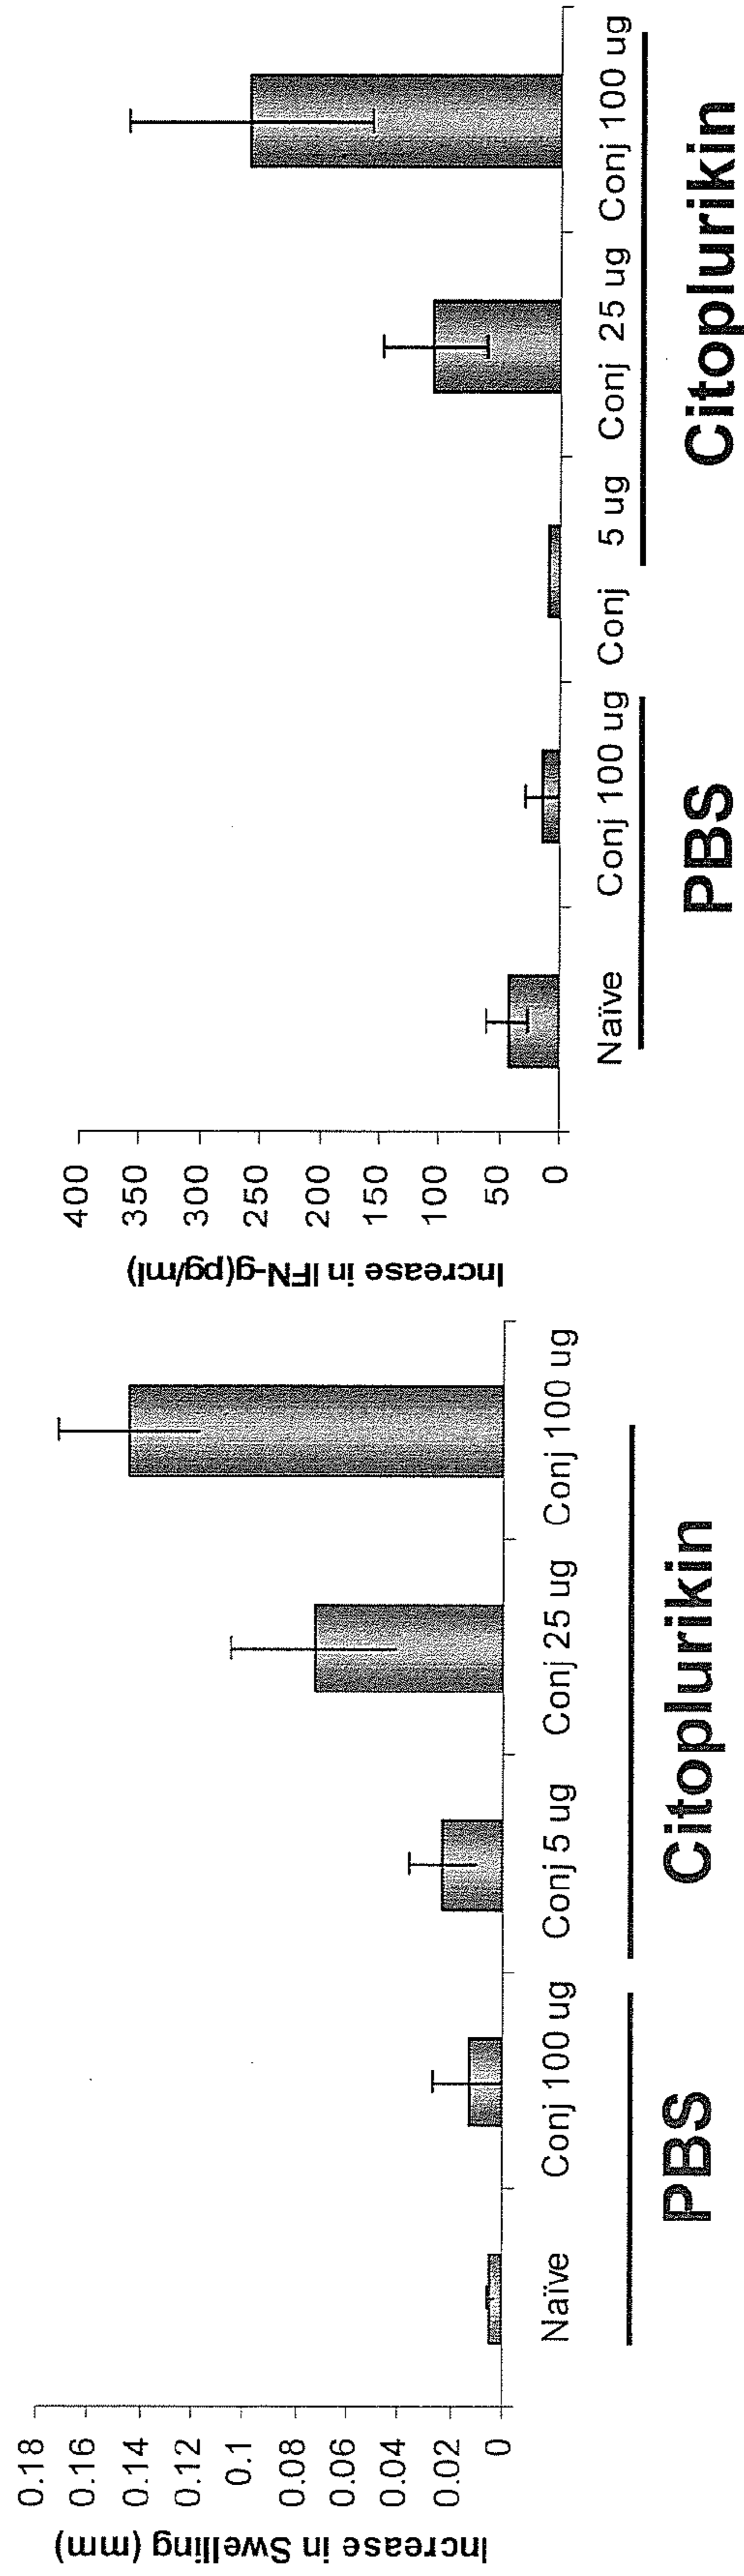 Increase in Swelling (mm)
0.18
0.16
0.14
0.12
0.1
0.08
0.06
0.04
0.02
0
Naïve
Conj 100 ug
Conj 5 ug
Conj 25 ug
Conj 100 ug
PBS
Citoplurikin
Increase in IFN-g(pg/ml)
400
350
300
250
200
150
100
50
0
Naïve
Conj 100 ug
Conj 5 ug
Conj 25 ug
Conj 100 ug
PBS
Citoplurikin